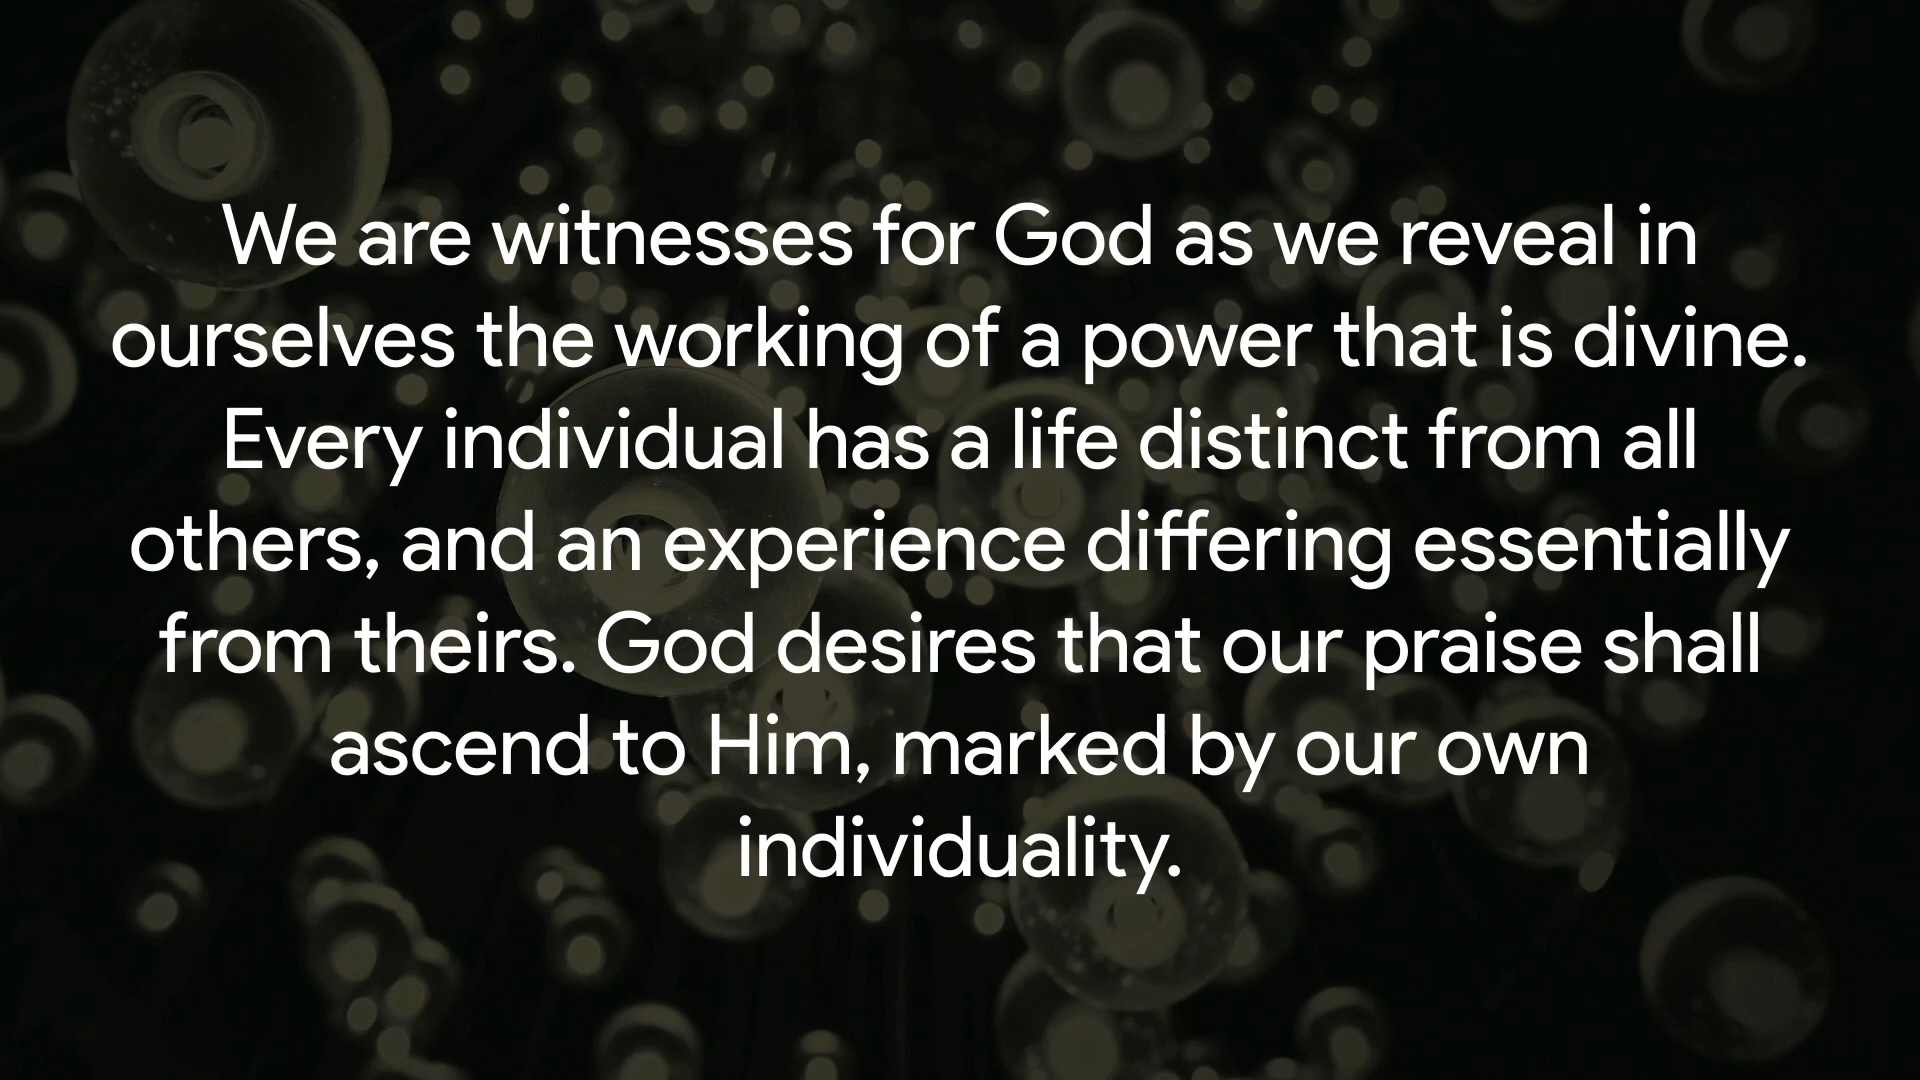 We are witnesses for God as we reveal in
ourselves the working of a power that is divine.
Every individual has a life distinct from all
others, and an experience differing essentially
from theirs. God desires that our praise shall
ascend to Him, marked by our own
individuality.